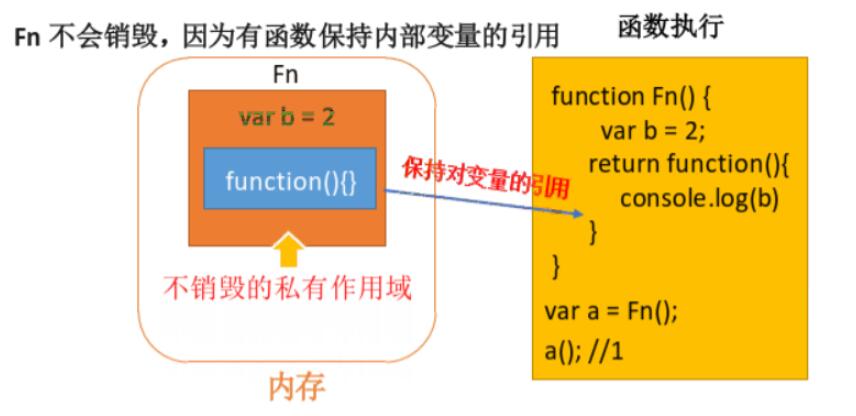 Fn 不会销毁，因为有函数保持内部变量的引用
函数执行
Fn
var b = 2
function(){}
不销毁的私有作用域
内存
保持对变量的引用
function Fn() {
var b = 2;
return function(){
console.log(b)
}
}
var a = Fn();
a(); //1